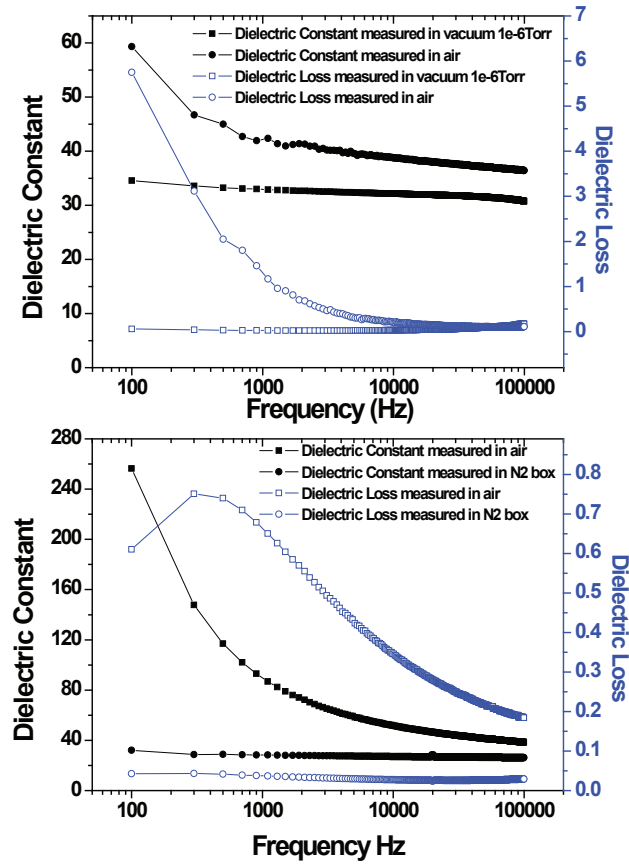 Dielectric Constant measured in vacuum 1e-6Torr
Dielectric Constant measured in air
Dielectric Loss measured in vacuum 1e-6Torr
Dielectric Loss measured in air
60
50
40
30
20
10
0
Dielectric Constant
7
6
5
4
3
2
1
0
Dielectric Loss
100
1000
10000
100000
Frequency (Hz)
Dielectric Constant measured in air
Dielectric Constant measured in N2 box
Dielectric Loss measured in air
Dielectric Loss measured in N2 box
280
240
200
160
120
80
40
0
Dielectric Constant
0.8
0.7
0.6
0.5
0.4
0.3
0.2
0.1
0.0
Dielectric Loss
100
1000
10000
100000
Frequency Hz